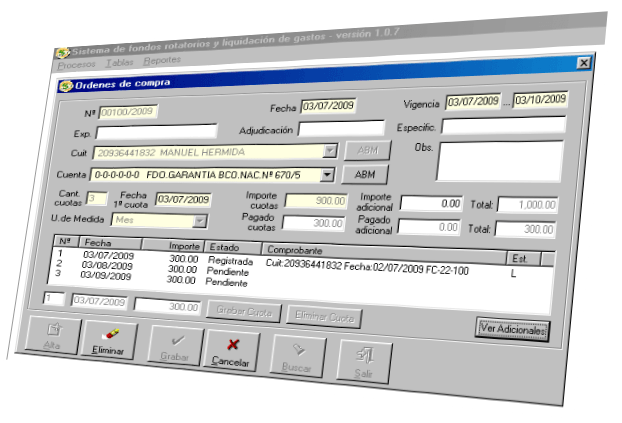 Sistema de fondos rotatorios y liquidación de gastos - versión 1.0.7
Procesos Tablas Reportes
Ordenes de compra
Nº 00100/2009 Fecha 03/07/2009 Vigencia 03/07/2009 ... 03/10/2009
Exp. Adjudicación Especific.
Cuit 20936441832 MANUEL HERMIDA ABM Obs.
Cuenta 0-0-0-0-0-0 FDO.GARANTIA BCO.NAC.Nº 670/5 ABM
Cant. cuotas 3 Fecha 1ª cuota 03/07/2009 Importe cuotas 900.00 Importe adicional 0.00 Total: 1,000.00
U.de Medida Mes Pagado cuotas 300.00 Pagado adicional 0.00 Total: 300.00
Nº Fecha Importe Estado Comprobante Est.
1 03/07/2009 300.00 Registrada Cuit:20936441832 Fecha:02/07/2009 FC-22-100 L
2 03/08/2009 300.00 Pendiente
3 03/09/2009 300.00 Pendiente
1 03/07/2009 300.00 Grabar Cuota Eliminar Cuota Ver Adicionales
Alta Eliminar Grabar Cancelar Buscar Salir